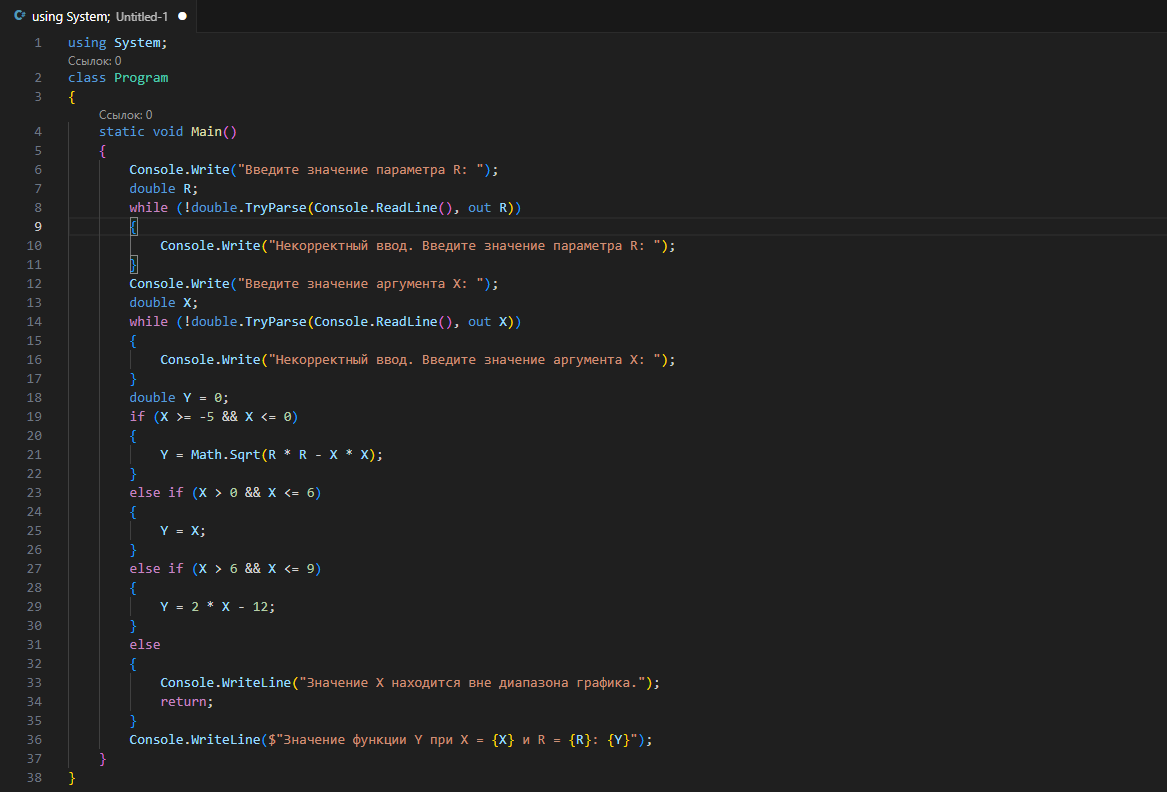 using System; Untitled-1
1 using System;
Ссылок: 0
2 class Program
3 {
Ссылок: 0
4 static void Main()
5 {
6 Console.Write("Введите значение параметра R: ");
7 double R;
8 while (!double.TryParse(Console.ReadLine(), out R))
9 {
10 Console.Write("Некорректный ввод. Введите значение параметра R: ");
11 }
12 Console.Write("Введите значение аргумента X: ");
13 double X;
14 while (!double.TryParse(Console.ReadLine(), out X))
15 {
16 Console.Write("Некорректный ввод. Введите значение аргумента X: ");
17 }
18 double Y = 0;
19 if (X >= -5 && X <= 0)
20 {
21 Y = Math.Sqrt(R * R - X * X);
22 }
23 else if (X > 0 && X <= 6)
24 {
25 Y = X;
26 }
27 else if (X > 6 && X <= 9)
28 {
29 Y = 2 * X - 12;
30 }
31 else
32 {
33 Console.WriteLine("Значение X находится вне диапазона графика.");
34 return;
35 }
36 Console.WriteLine($"Значение функции Y при X = {X} и R = {R}: {Y}");
37 }
38 }